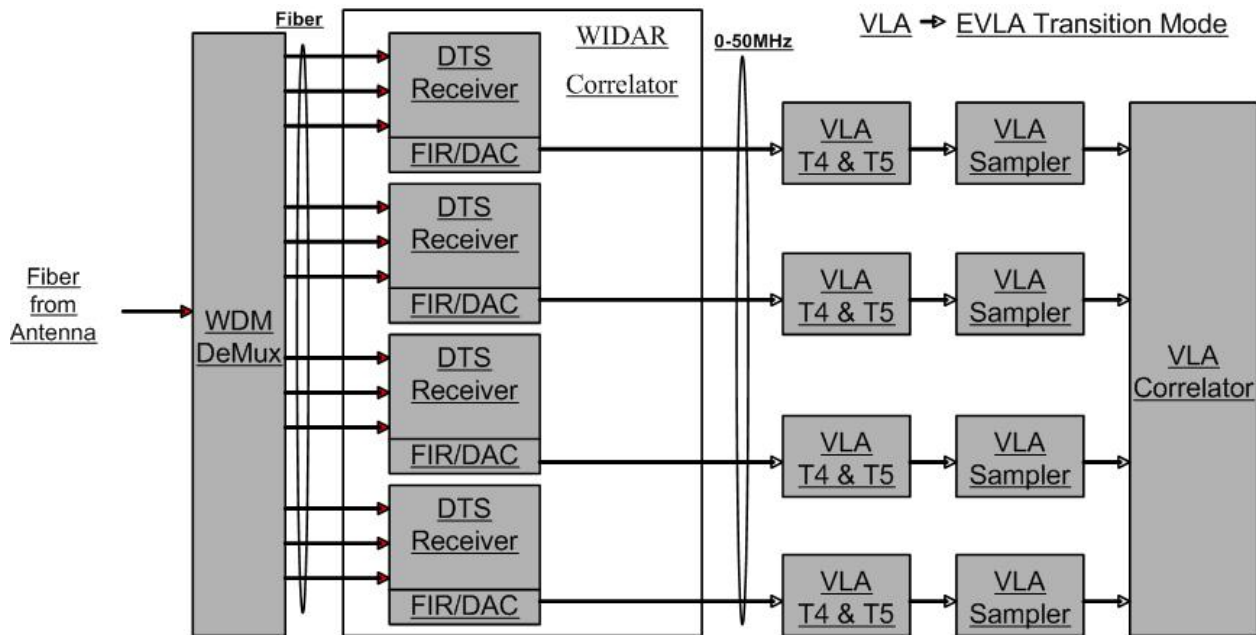 VLA → EVLA Transition Mode
Fiber
WIDAR
Correlator
0-50MHz
Fiber
from
Antenna
WDM
DeMux
DTS
Receiver
FIR/DAC
DTS
Receiver
FIR/DAC
DTS
Receiver
FIR/DAC
DTS
Receiver
FIR/DAC
VLA
T4 & T5
VLA
Sampler
VLA
T4 & T5
VLA
Sampler
VLA
T4 & T5
VLA
Sampler
VLA
T4 & T5
VLA
Sampler
VLA
Correlator